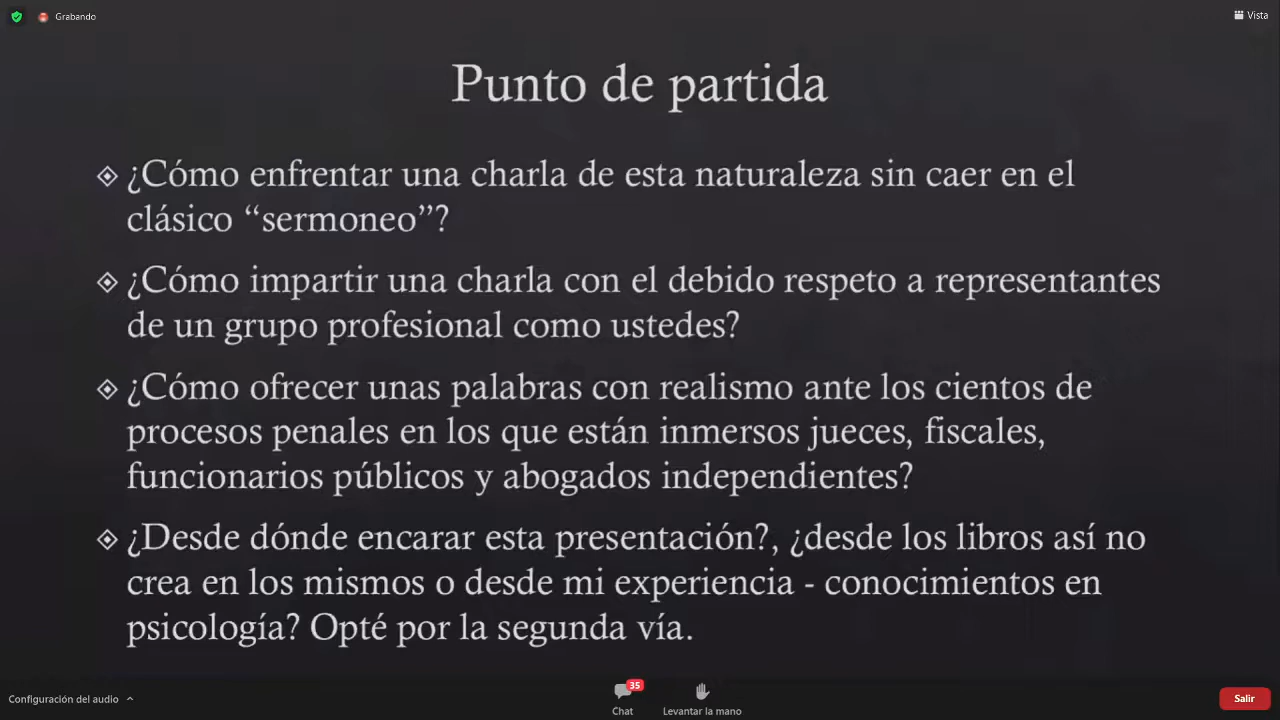 Grabando
Vista
Punto de partida
¿Cómo enfrentar una charla de esta naturaleza sin caer en el
clásico “sermoneo”?
¿Cómo impartir una charla con el debido respeto a representantes
de un grupo profesional como ustedes?
¿Cómo ofrecer unas palabras con realismo ante los cientos de
procesos penales en los que están inmersos jueces, fiscales,
funcionarios públicos y abogados independientes?
¿Desde dónde encarar esta presentación?, ¿desde los libros así no
crea en los mismos o desde mi experiencia - conocimientos en
psicología? Opté por la segunda vía.
Configuración del audio
35
Chat
Levantar la mano
Salir